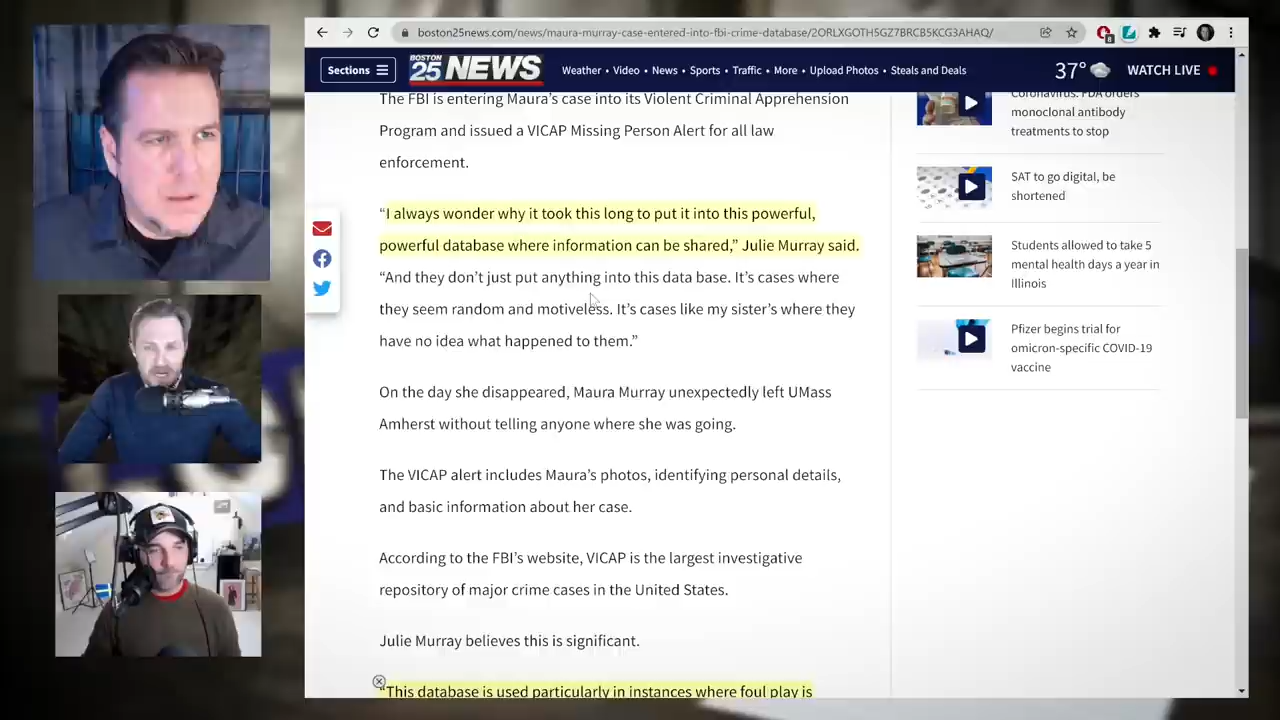 boston25news.com/news/maura-murray-case-entered-into-fbi-crime-database/2ORLXGOTH5GZ7BRCB5KCG3AHAQ/
8
Sections
BOSTON
25 NEWS
Weather • Video • News • Sports • Traffic • More • Upload Photos • Steals and Deals
37°
WATCH LIVE
The FBI is entering Maura’s case into its Violent Criminal Apprehension
Program and issued a VICAP Missing Person Alert for all law
enforcement.
“I always wonder why it took this long to put it into this powerful,
powerful database where information can be shared,” Julie Murray said.
“And they don’t just put anything into this data base. It’s cases where
they seem random and motiveless. It’s cases like my sister’s where they
have no idea what happened to them.”
On the day she disappeared, Maura Murray unexpectedly left UMass
Amherst without telling anyone where she was going.
The VICAP alert includes Maura’s photos, identifying personal details,
and basic information about her case.
According to the FBI’s website, VICAP is the largest investigative
repository of major crime cases in the United States.
Julie Murray believes this is significant.
“This database is used particularly in instances where foul play is
Coronavirus: FDA orders
monoclonal antibody
treatments to stop
SAT to go digital, be
shortened
Students allowed to take 5
mental health days a year in
Illinois
Pfizer begins trial for
omicron-specific COVID-19
vaccine